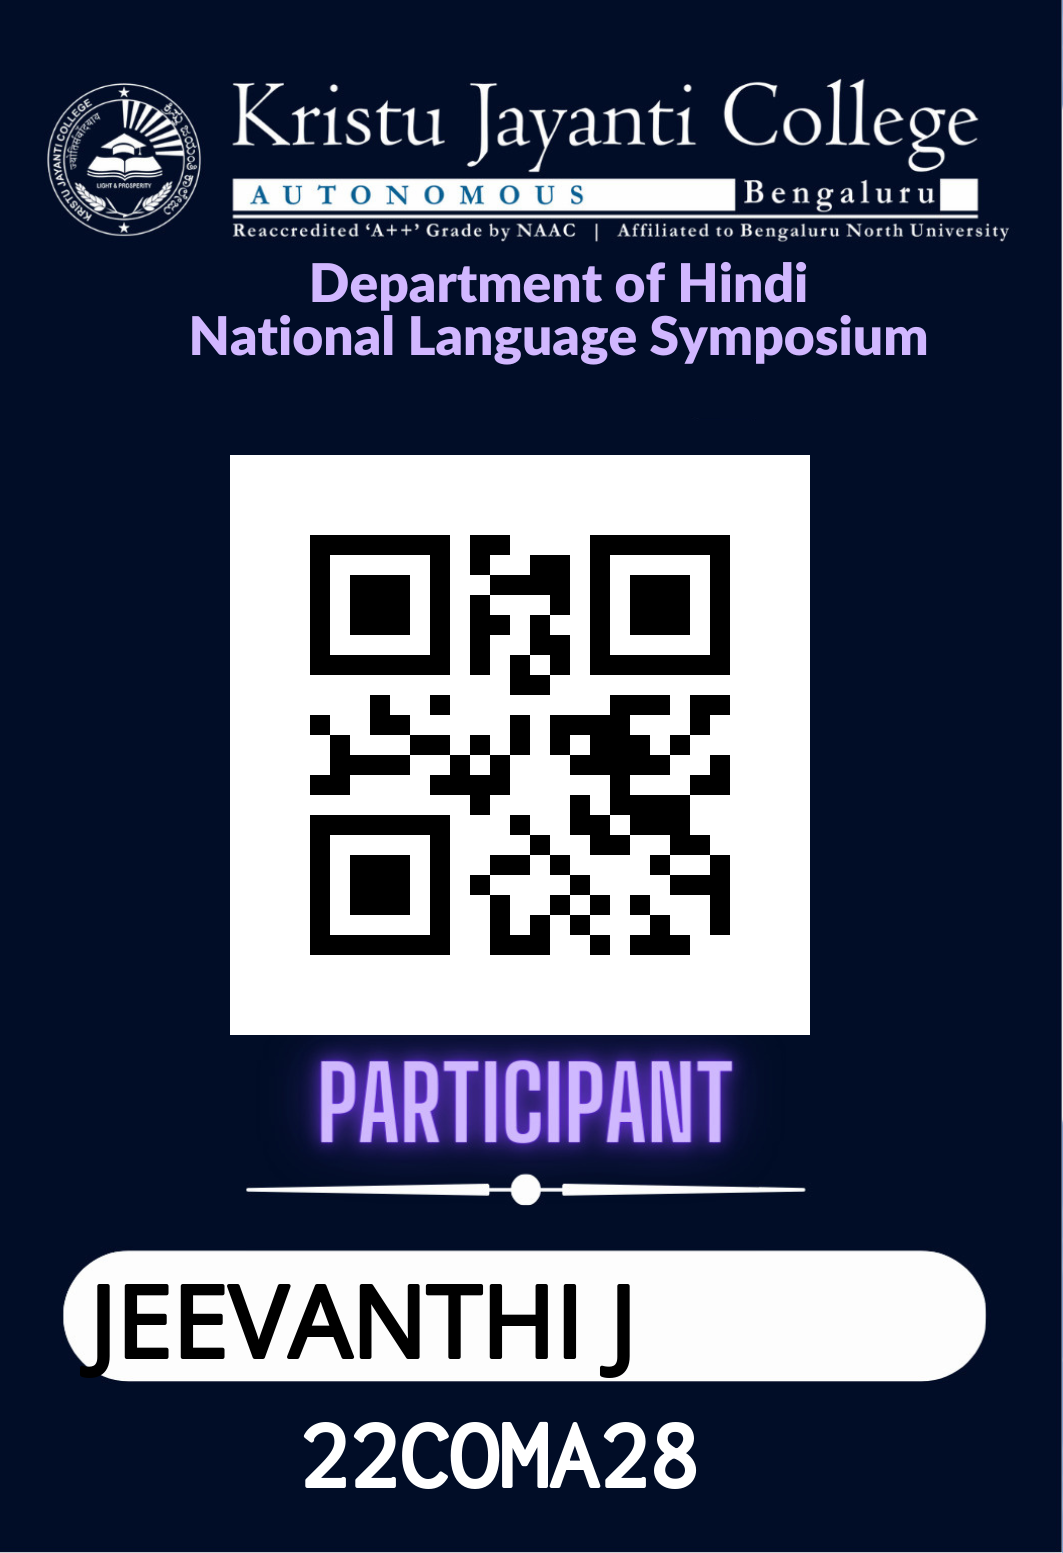 KRISTU JAYANTI COLLEGE
LIGHT & PROSPERITY
Kristu Jayanti College
AUTONOMOUS Bengaluru
Reaccredited ‘A++’ Grade by NAAC | Affiliated to Bengaluru North University
Department of Hindi
National Language Symposium
PARTICIPANT
JEEVANTHI J
22COMA28